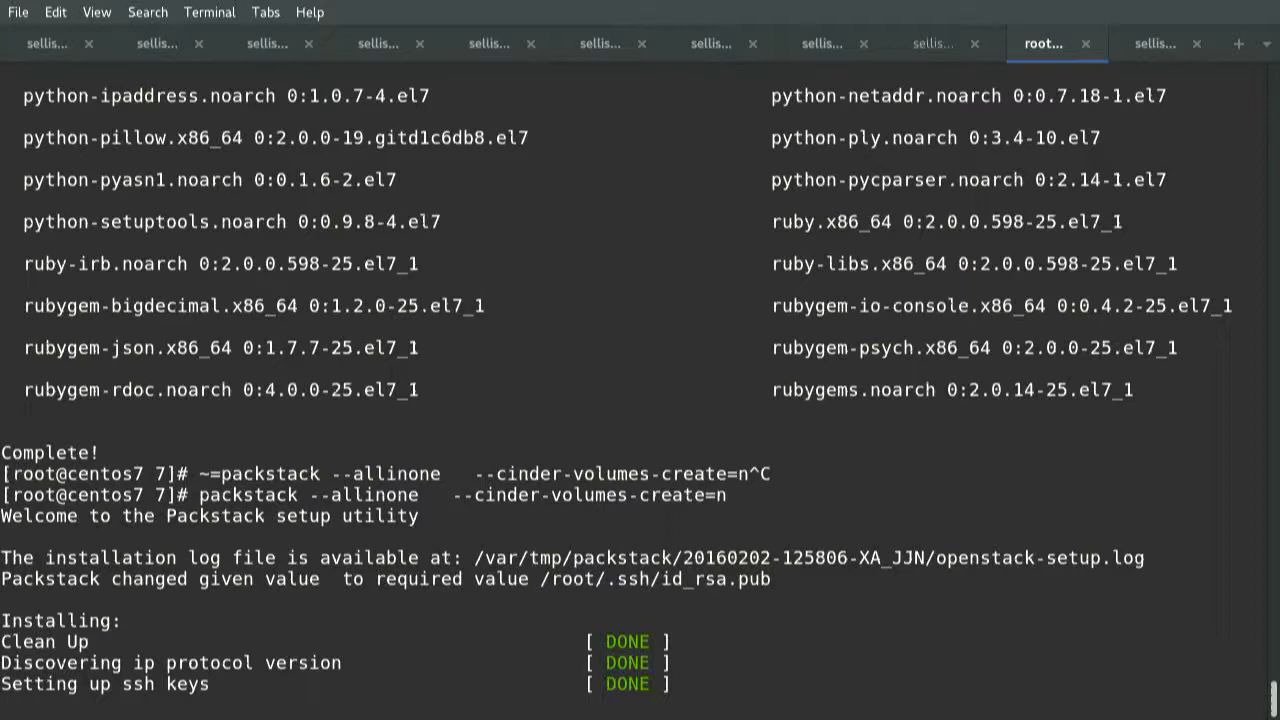 File Edit View Search Terminal Tabs Help
sellis... × sellis... × sellis... × sellis... × sellis... × sellis... × sellis... × sellis... × sellis... × root... × sellis... × +
python-ipaddress.noarch 0:1.0.7-4.el7 python-netaddr.noarch 0:0.7.18-1.el7
python-pillow.x86_64 0:2.0.0-19.gitd1c6db8.el7 python-ply.noarch 0:3.4-10.el7
python-pyasn1.noarch 0:0.1.6-2.el7 python-pycparser.noarch 0:2.14-1.el7
python-setuptools.noarch 0:0.9.8-4.el7 ruby.x86_64 0:2.0.0.598-25.el7_1
ruby-irb.noarch 0:2.0.0.598-25.el7_1 ruby-libs.x86_64 0:2.0.0.598-25.el7_1
rubygem-bigdecimal.x86_64 0:1.2.0-25.el7_1 rubygem-io-console.x86_64 0:0.4.2-25.el7_1
rubygem-json.x86_64 0:1.7.7-25.el7_1 rubygem-psych.x86_64 0:2.0.0-25.el7_1
rubygem-rdoc.noarch 0:4.0.0-25.el7_1 rubygems.noarch 0:2.0.14-25.el7_1
Complete!
[root@centos7 7]# ~=packstack --allinone   --cinder-volumes-create=n^C
[root@centos7 7]# packstack --allinone   --cinder-volumes-create=n
Welcome to the Packstack setup utility
The installation log file is available at: /var/tmp/packstack/20160202-125806-XA_JJN/openstack-setup.log
Packstack changed given value  to required value /root/.ssh/id_rsa.pub
Installing:
Clean Up [ DONE ]
Discovering ip protocol version [ DONE ]
Setting up ssh keys [ DONE ]